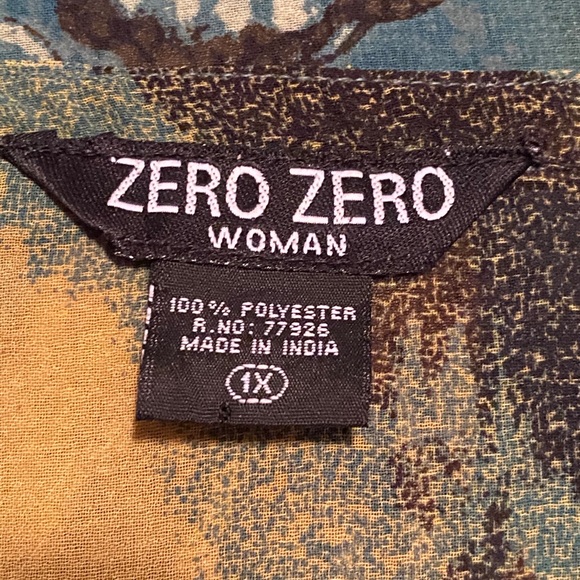 ZERO ZERO
WOMAN
100% POLYESTER
R.NO: 77926
MADE IN INDIA
1X